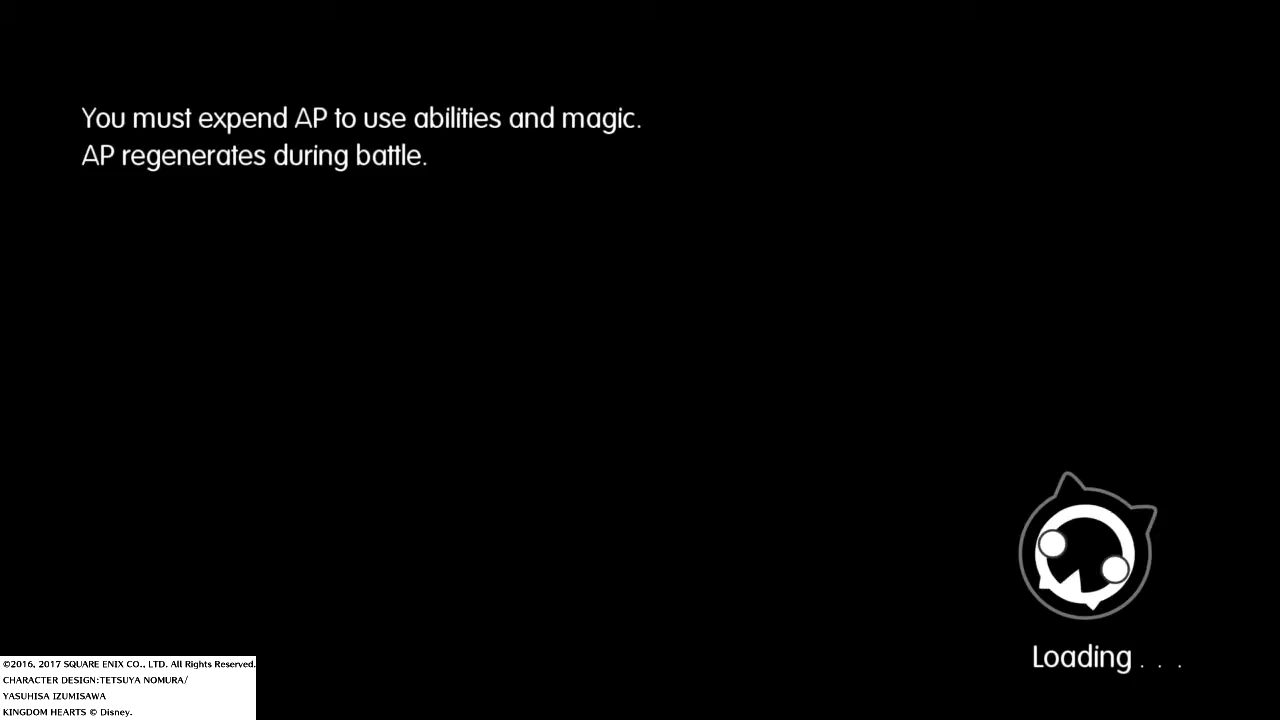 You must expend AP to use abilities and magic.
AP regenerates during battle.
Loading . . .
©2016, 2017 SQUARE ENIX CO., LTD. All Rights Reserved.
CHARACTER DESIGN:TETSUYA NOMURA/
YASUHISA IZUMISAWA
KINGDOM HEARTS © Disney.